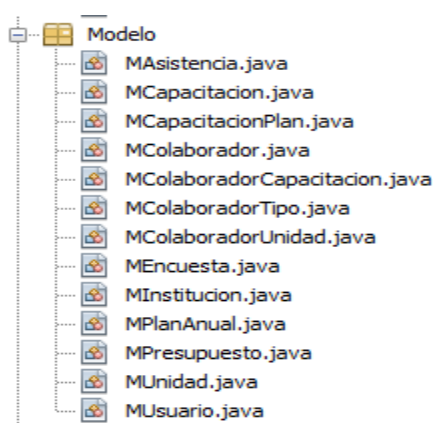 Modelo
MAsistencia.java
MCapacitacion.java
MCapacitacionPlan.java
MColaborador.java
MColaboradorCapacitacion.java
MColaboradorTipo.java
MColaboradorUnidad.java
MEncuesta.java
MInstitucion.java
MPlanAnual.java
MPresupuesto.java
MUnidad.java
MUsuario.java